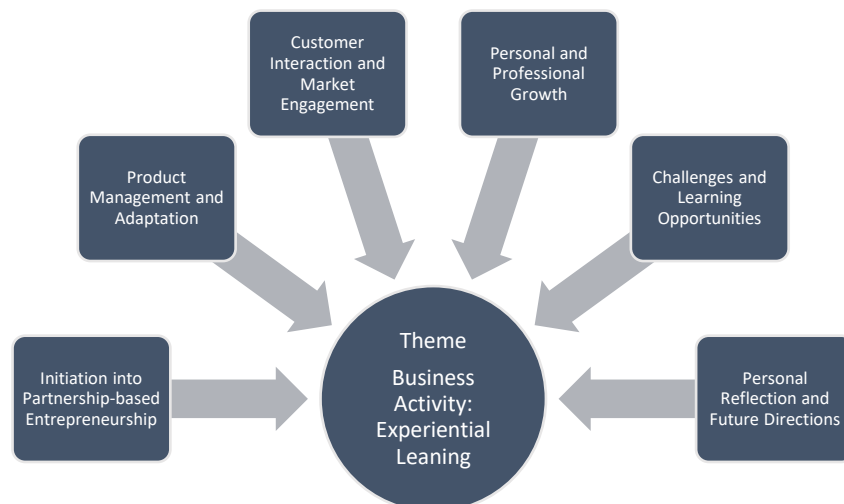 Customer
Interaction and
Market
Engagement
Personal and
Professional
Growth
Product
Management and
Adaptation
Challenges and
Learning
Opportunities
Initiation into
Partnership-based
Entrepreneurship
Theme
Business
Activity:
Experiential
Leaning
Personal
Reflection and
Future Directions